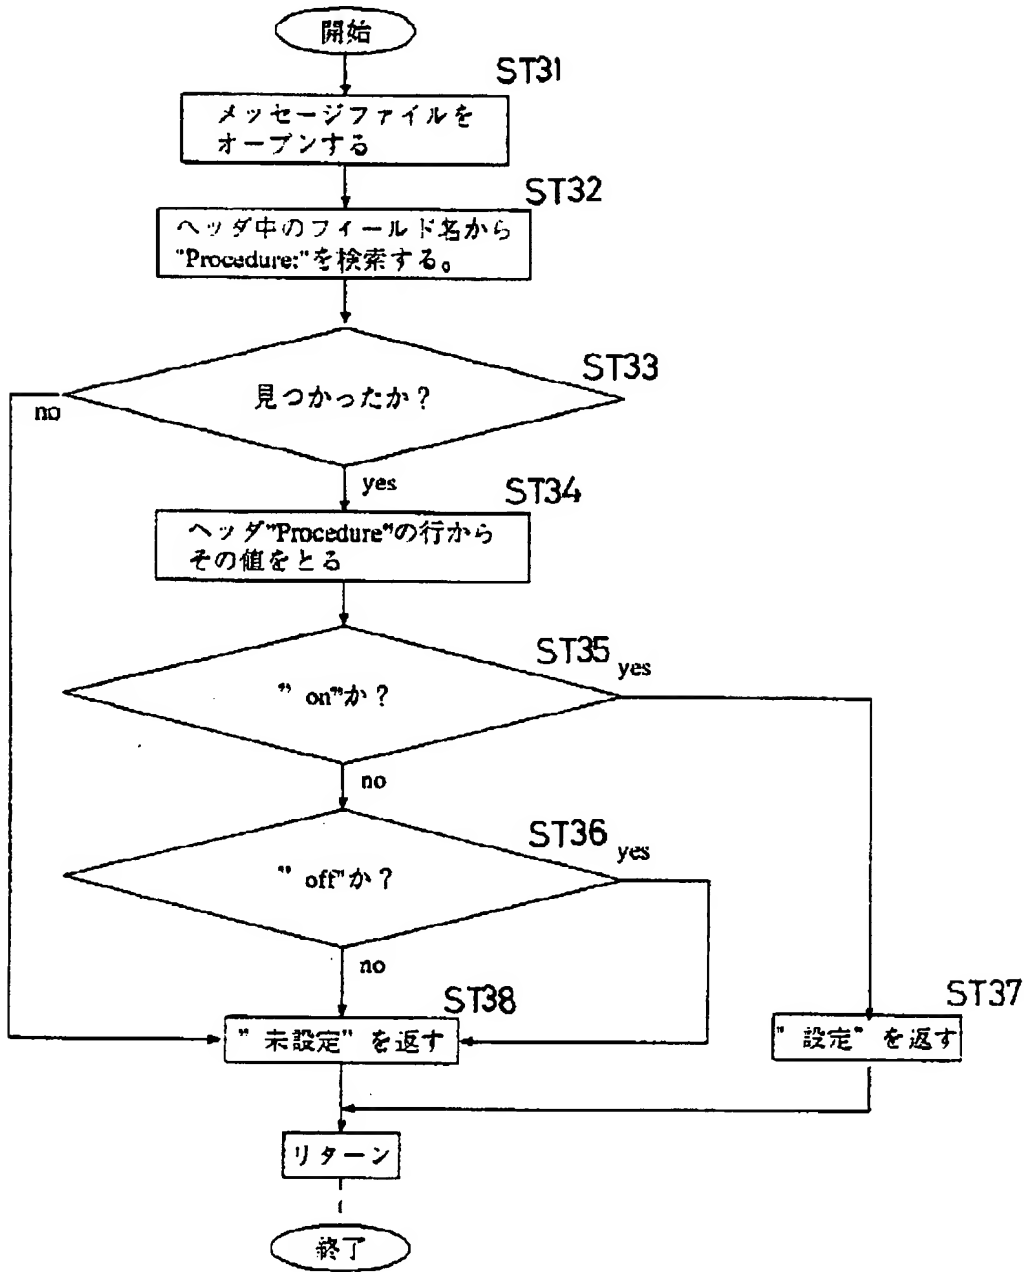 開始
ST31
メッセージファイルを
オープンする
ST32
ヘッダ中のフィールド名から
"Procedure:"を検索する。
ST33
見つかったか？
no
yes
ST34
ヘッダ"Procedure"の行から
その値をとる
ST35
yes
" on"か？
no
ST36
yes
" off"か？
no
ST38
ST37
" 未設定" を返す
" 設定" を返す
リターン
終了